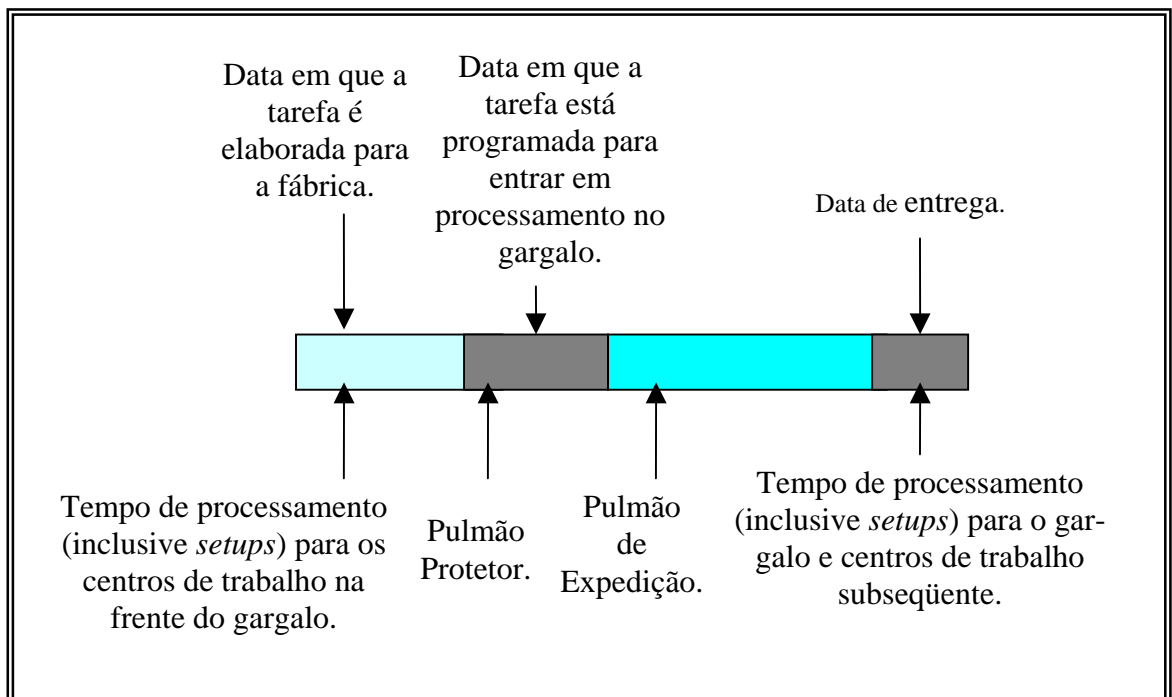 Data em que a
tarefa é
elaborada para
a fábrica.
Data em que a
tarefa está
programada para
entrar em
processamento no
gargalo.
Data de entrega.
Tempo de processamento
(inclusive setups) para os
centros de trabalho na
frente do gargalo.
Pulmão
Protetor.
Pulmão
de
Expedição.
Tempo de processamento
(inclusive setups) para o gar-
galo e centros de trabalho
subseqüente.